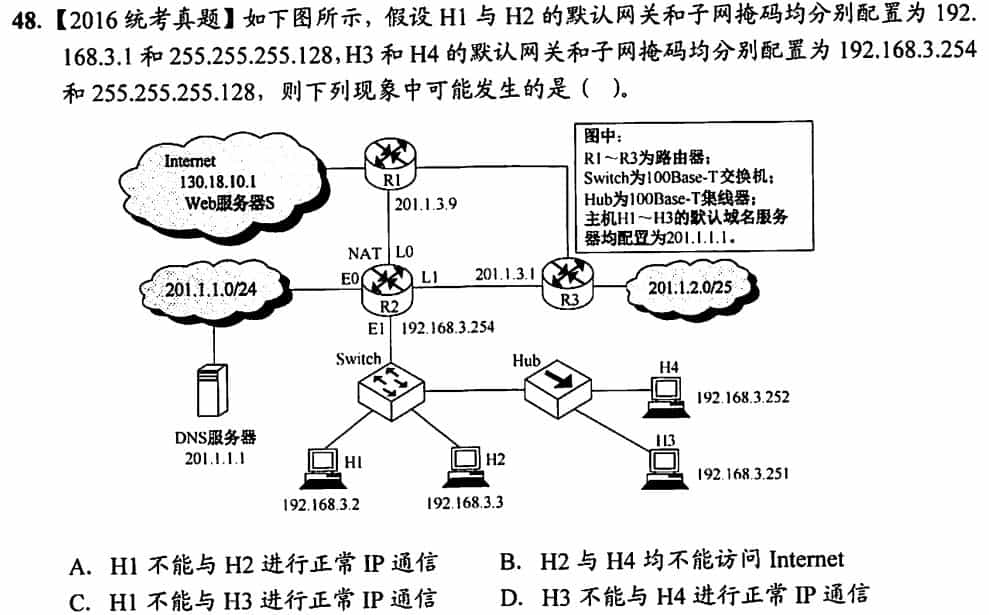 48.【2016统考真题】如下图所示，假设 H1 与 H2 的默认网关和子网掩码均分别配置为 192.
168.3.1 和 255.255.255.128, H3 和 H4 的默认网关和子网掩码均分别配置为 192.168.3.254
和 255.255.255.128，则下列现象中可能发生的是（ ）。
图中：
R1～R3为路由器；
Switch为100Base-T交换机；
Hub为100Base-T集线器；
主机H1～H3的默认域名服务
器均配置为201.1.1.1。
Internet
130.18.10.1
Web服务器S
R1
201.1.3.9
NAT L0
201.1.1.0/24
E0
L1
R2
201.1.3.1
R3
201.1.2.0/25
E1 192.168.3.254
Switch
Hub
H4
192.168.3.252
DNS服务器
201.1.1.1
H1
192.168.3.2
H2
192.168.3.3
H3
192.168.3.251
A. H1 不能与 H2 进行正常 IP 通信 B. H2 与 H4 均不能访问 Internet
C. H1 不能与 H3 进行正常 IP 通信 D. H3 不能与 H4 进行正常 IP 通信